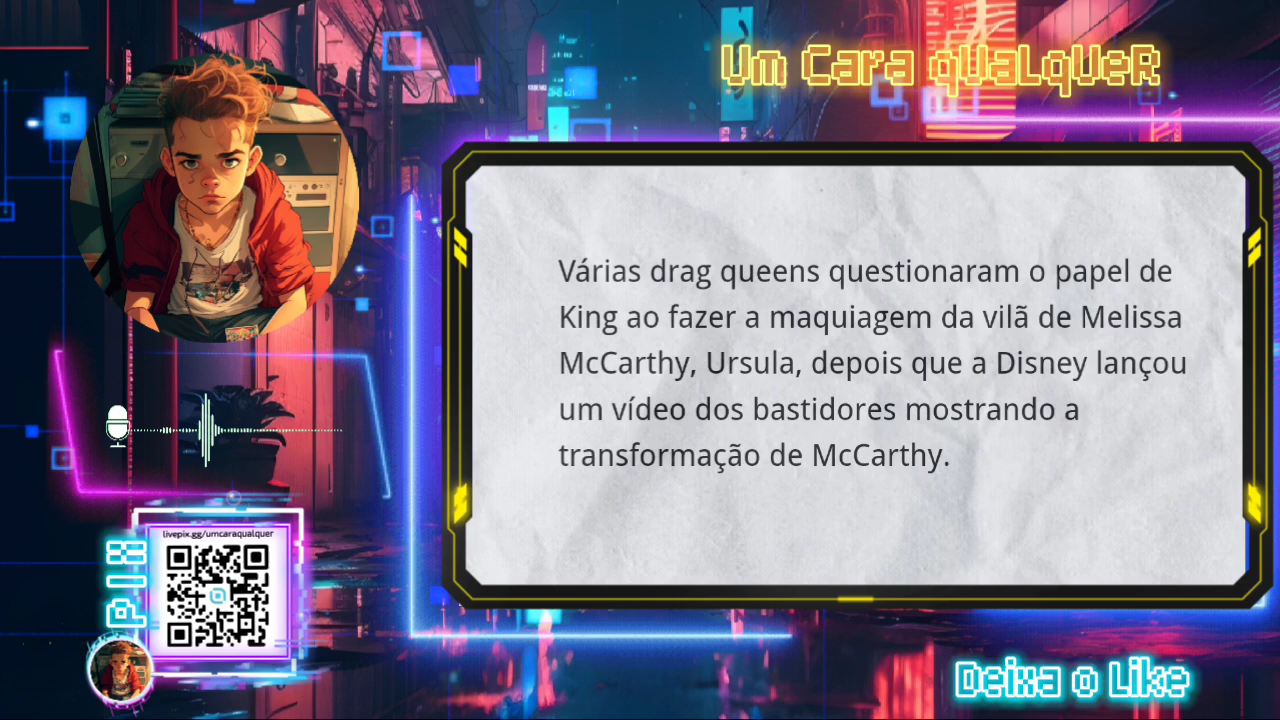 Um Cara qUaLqUeR
Várias drag queens questionaram o papel de
King ao fazer a maquiagem da vilã de Melissa
McCarthy, Ursula, depois que a Disney lançou
um vídeo dos bastidores mostrando a
transformação de McCarthy.
livepix.gg/umcaraqualquer
PIX
Deixa o Like